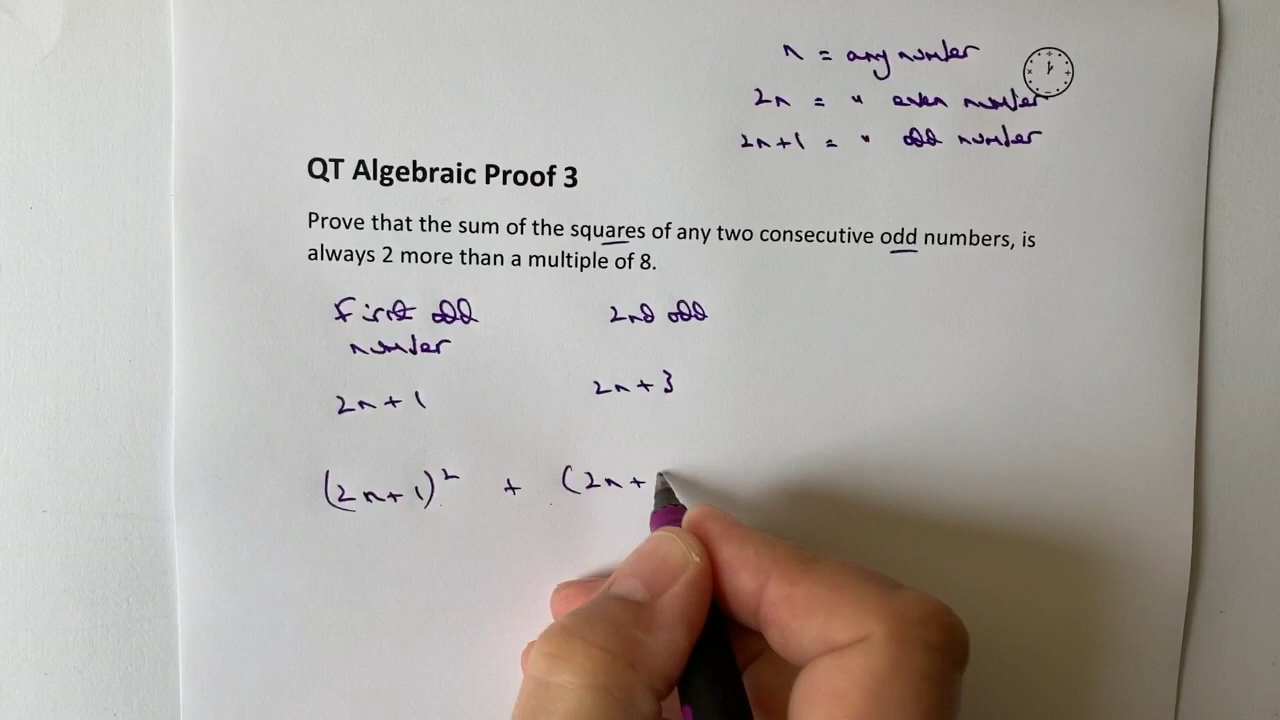 n = any number
2n = " even number
2n+1 = " odd number
QT Algebraic Proof 3
Prove that the sum of the squares of any two consecutive odd numbers, is
always 2 more than a multiple of 8.
First odd 2nd odd
number
2n+1 2n+3
(2n+1)² + (2n+